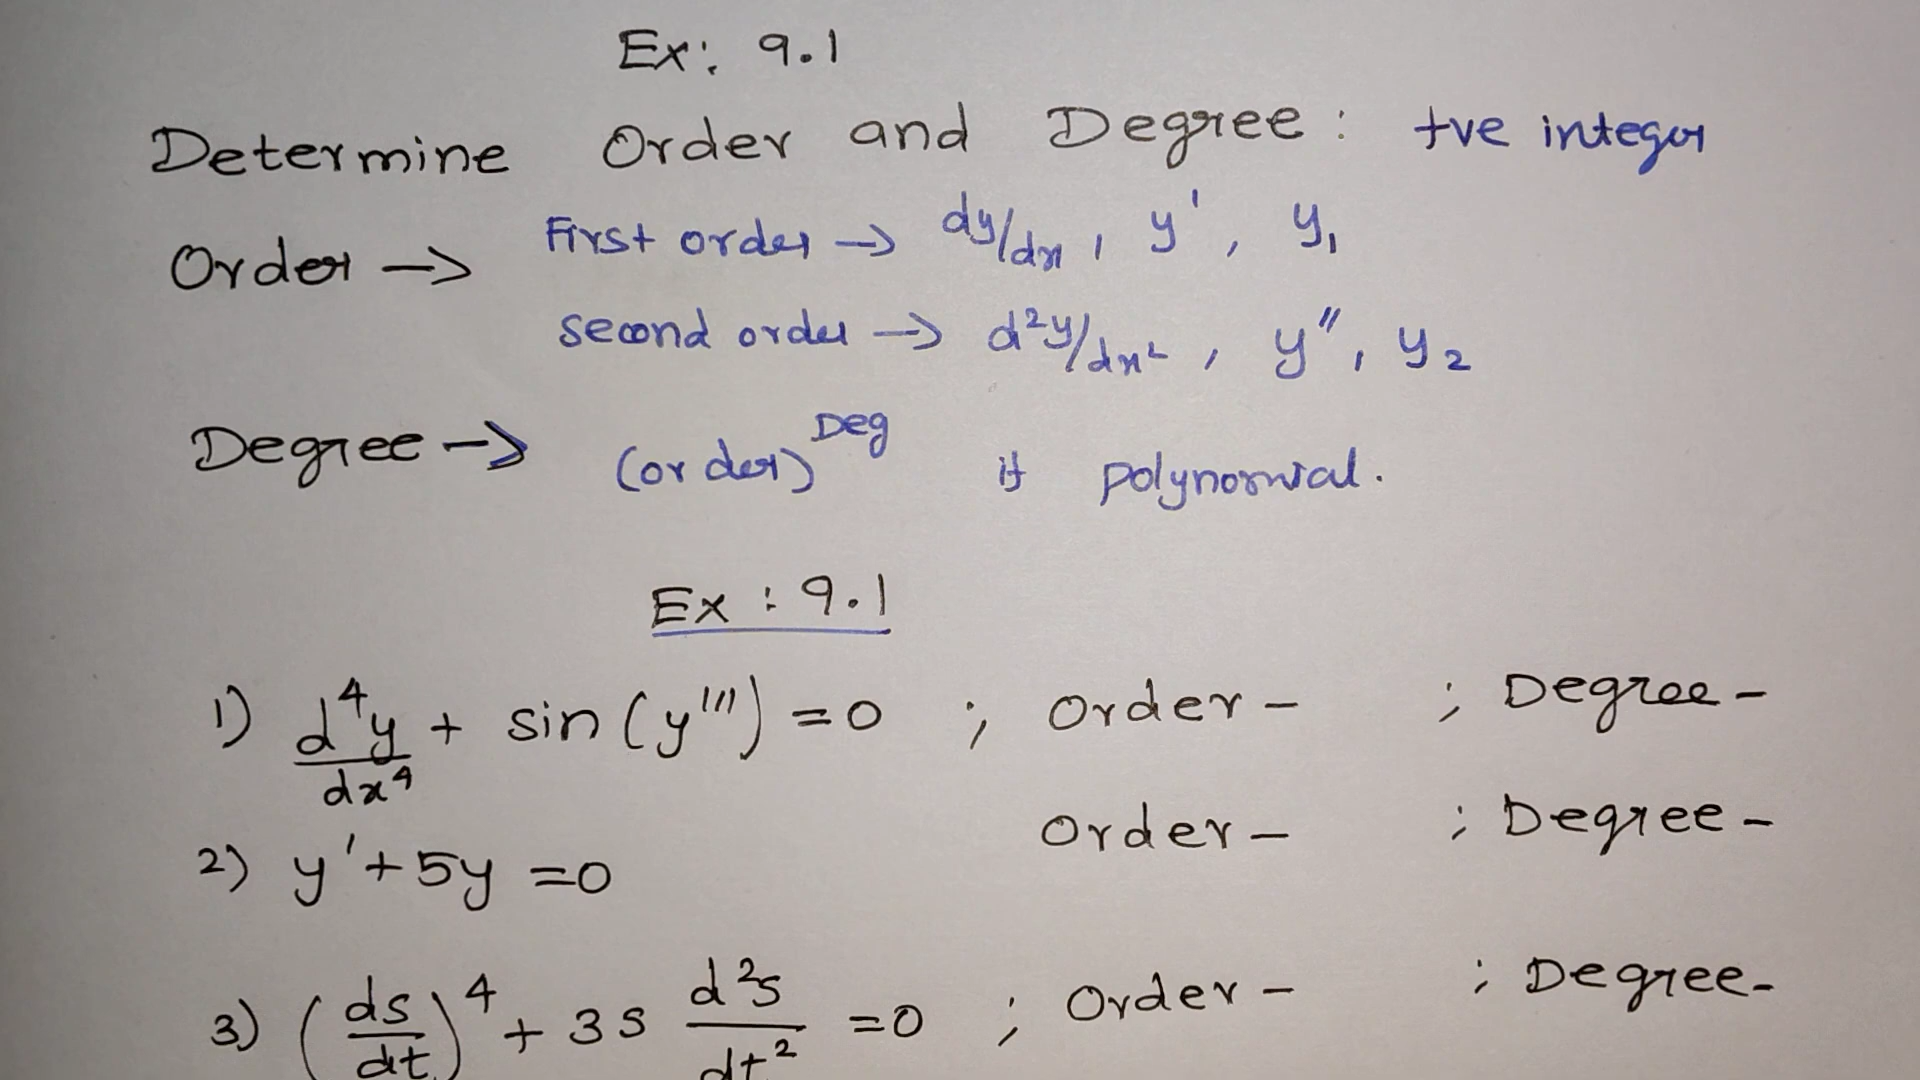 Ex: 9.1
Determine Order and Degree : +ve integer
Order → First order → dy/dx, y', y₁
second order → d²y/dx², y'', y₂
Degree → (order)^Deg if polynomial.
Ex : 9.1
1) d⁴y/dx⁴ + sin(y''') = 0 ; Order - ; Degree -
2) y' + 5y = 0 Order - ; Degree -
3) (ds/dt)⁴ + 3s d²s/dt² = 0 ; Order - ; Degree -